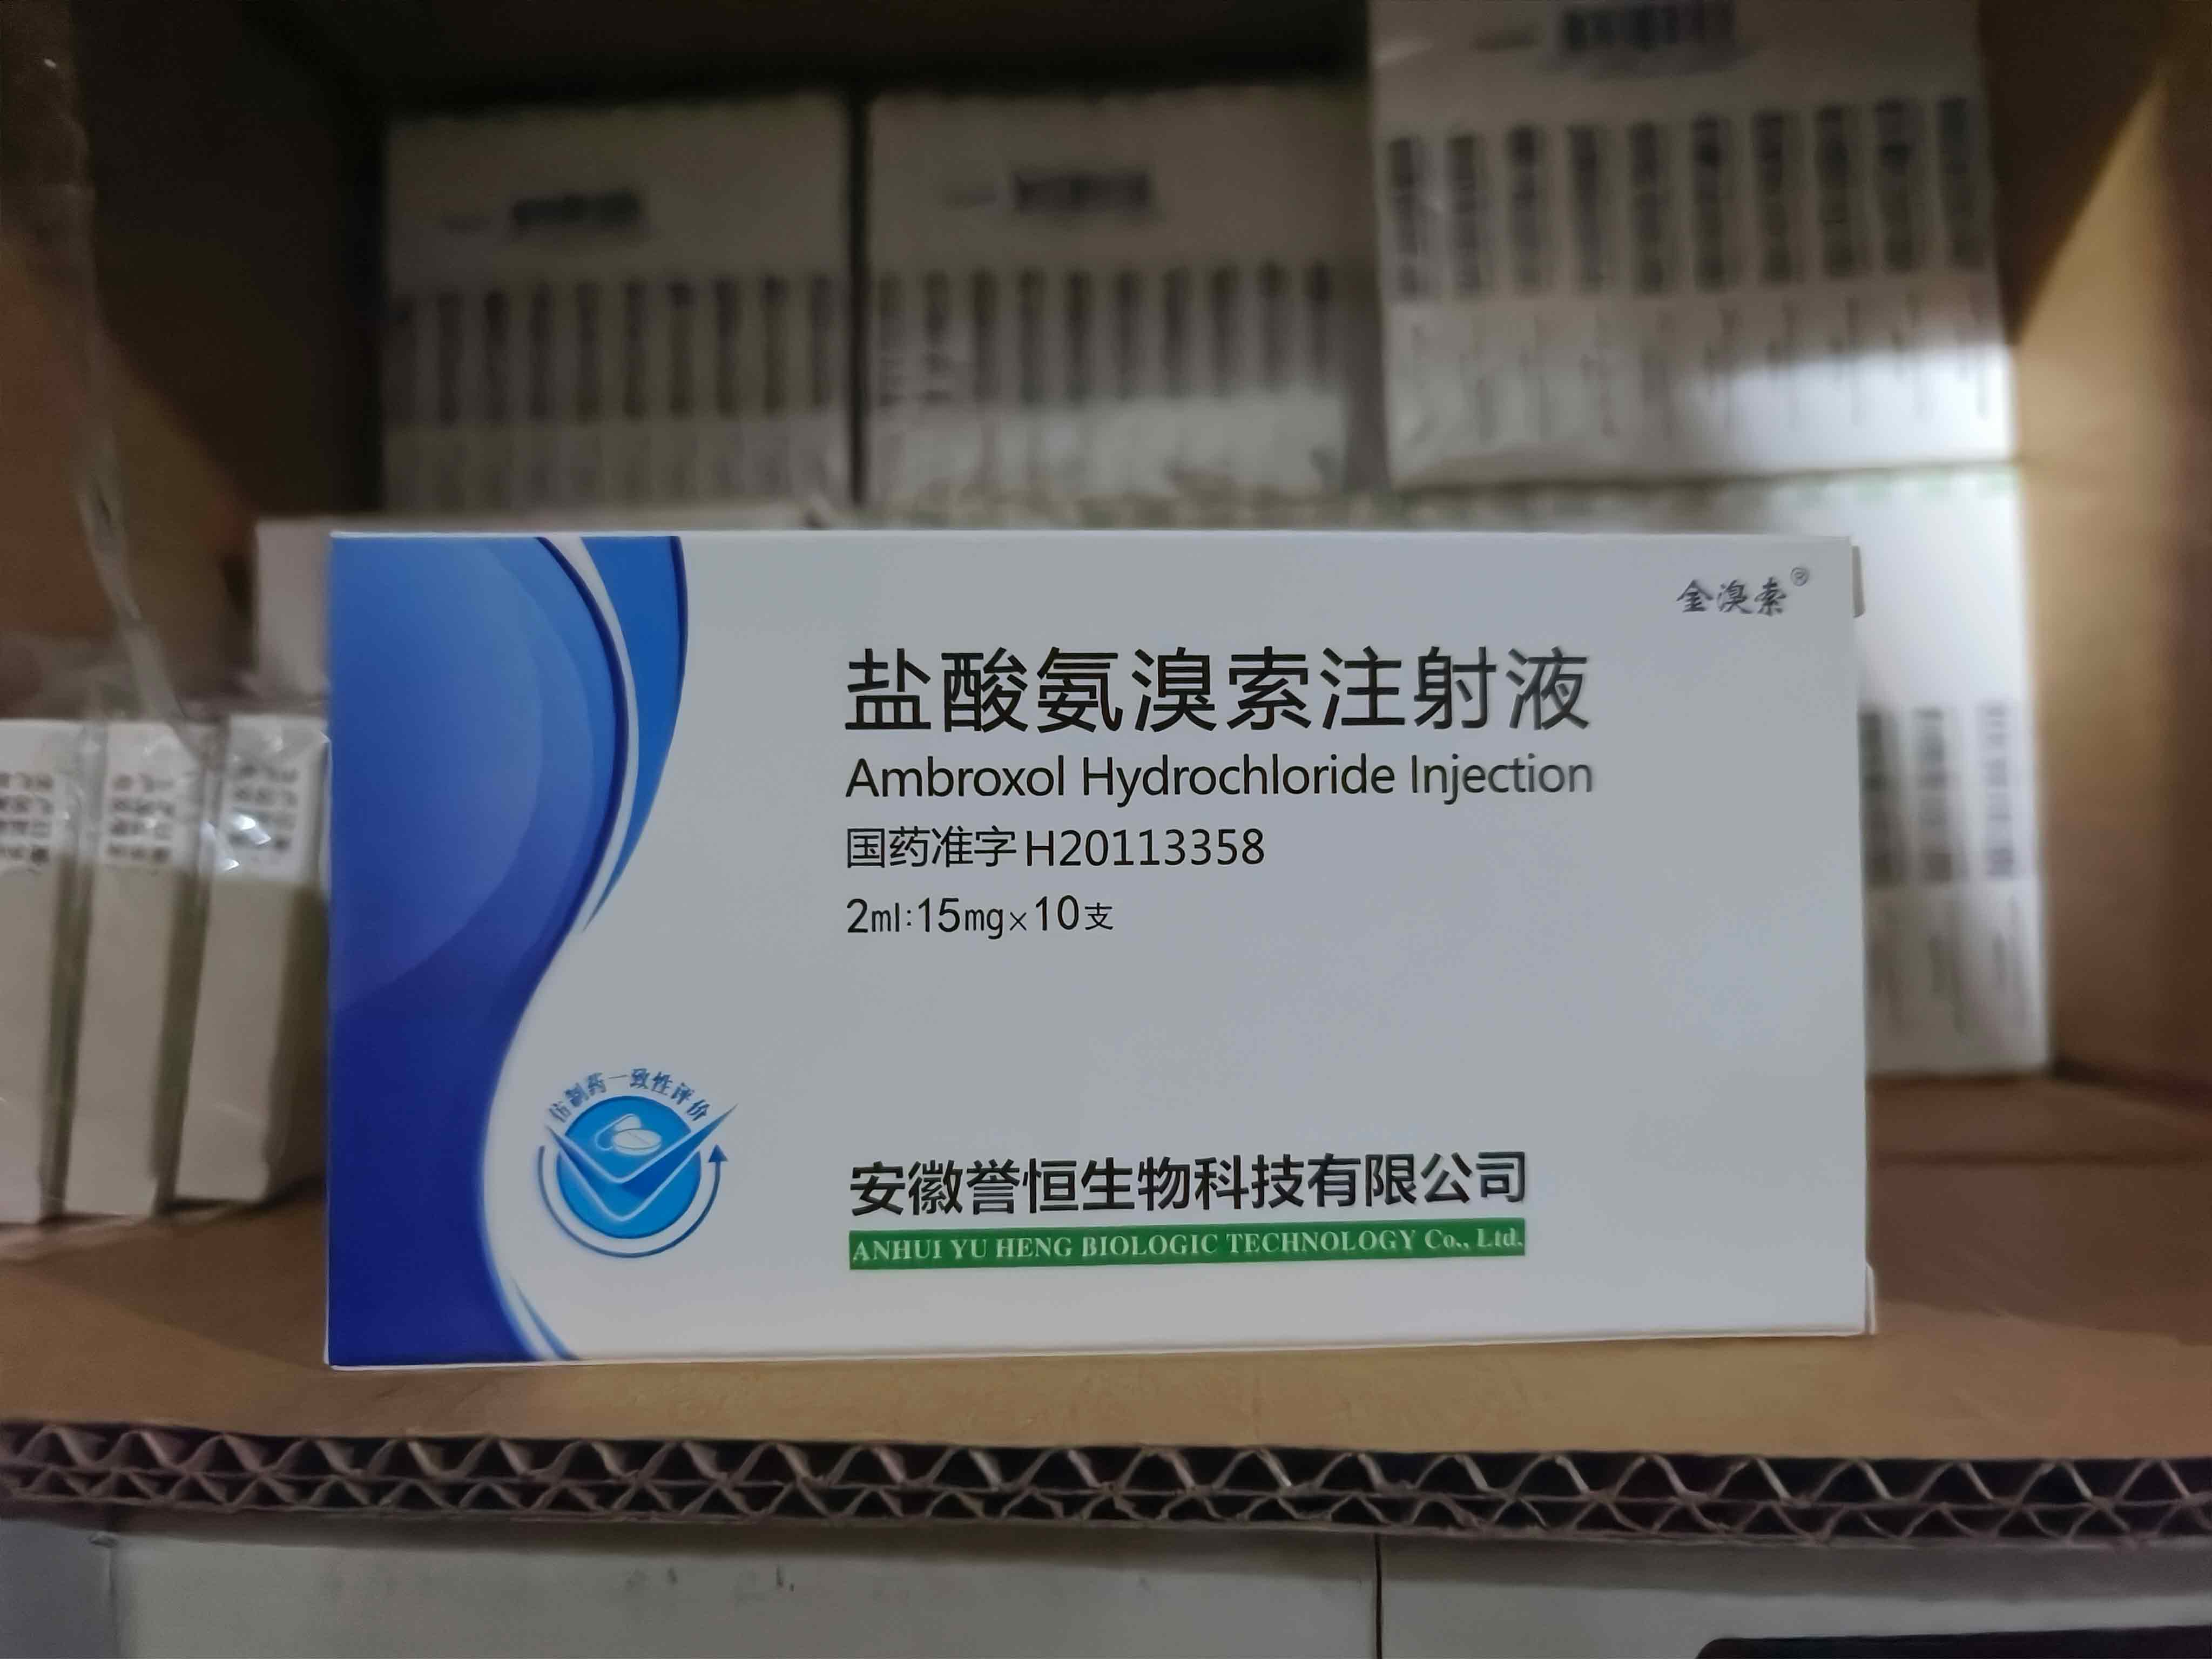 金溴索®
盐酸氨溴索注射液
Ambroxol Hydrochloride Injection
国药准字H20113358
2ml:15mg×10支
仿制药一致性评价
安徽誉恒生物科技有限公司
ANHUI YU HENG BIOLOGIC TECHNOLOGY Co., Ltd.